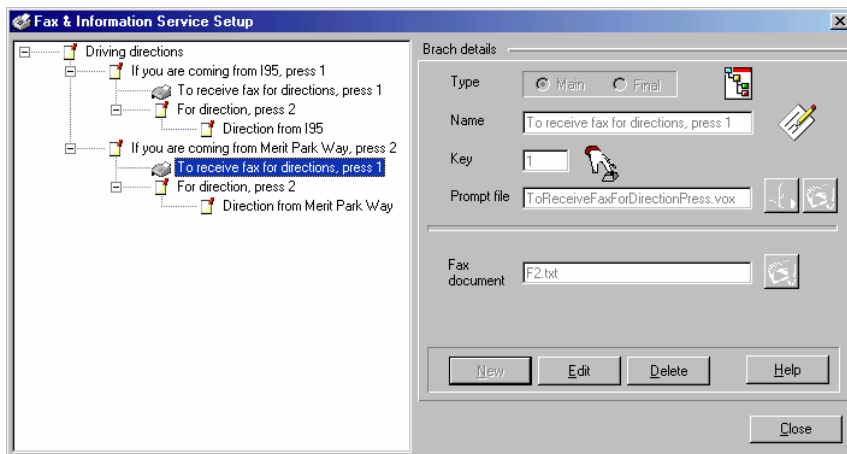 Fax & Information Service Setup
Driving directions
If you are coming from I95, press 1
To receive fax for directions, press 1
For direction, press 2
Direction from I95
If you are coming from Merit Park Way, press 2
To receive fax for directions, press 1
For direction, press 2
Direction from Merit Park Way
Brach details
Type
Main
Final
Name
To receive fax for directions, press 1
Key
1
Prompt file
ToReceiveFaxForDirectionPress.vox
Fax
document
F2.txt
New
Edit
Delete
Help
Close